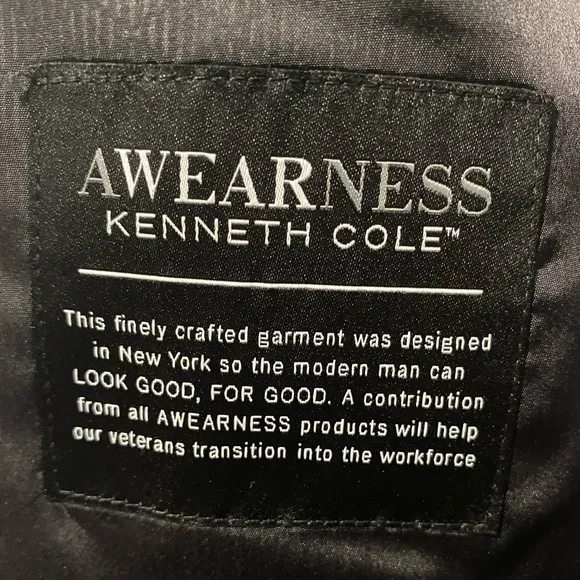 AWEARNESS
KENNETH COLE™
This finely crafted garment was designed
in New York so the modern man can
LOOK GOOD, FOR GOOD. A contribution
from all AWEARNESS products will help
our veterans transition into the workforce